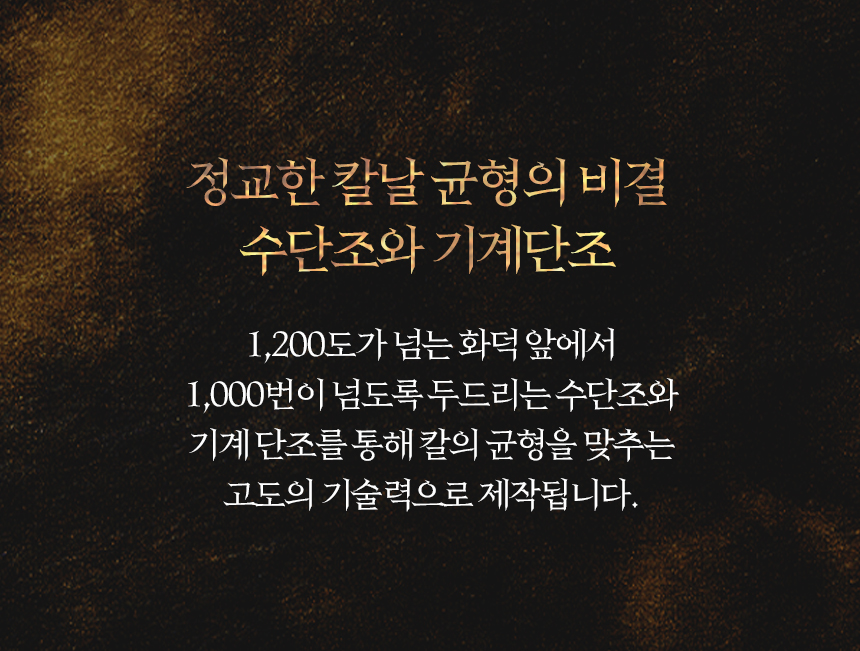 정교한 칼날 균형의 비결
수단조와 기계단조
1,200도가 넘는 화덕 앞에서
1,000번이 넘도록 두드리는 수단조와
기계 단조를 통해 칼의 균형을 맞추는
고도의 기술력으로 제작됩니다.